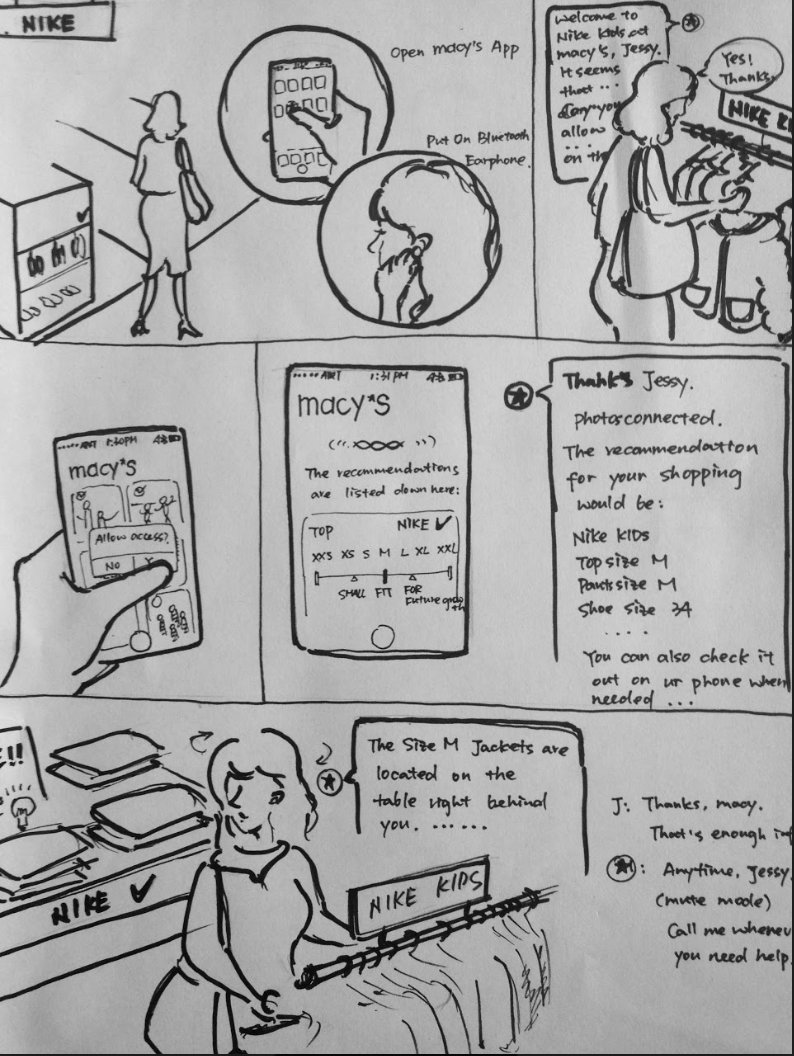 NIKE
Open macy's App
Put On Bluetooth
Earphone.
Welcome to
Nike Kids at
macy's, Jessy.
It seems
that ...
Can you
allow
...
on the
Yes!
Thanks
NIKE KI
AT&T 1:30PM
macy*s
Allow access?
NO
AT&T 1:31 PM
macy*s
The recommendations
are listed down here:
TOP NIKE
XXS XS S M L XL XXL
SMALL FIT FOR
Future grow
th
Thank's Jessy.
Photos connected.
The recommendation
for your shopping
would be:
Nike KIDS
Top size M
Pants size M
Shoe Size 34
....
You can also check it
out on ur phone when
needed ...
!!
NIKE
The Size M Jackets are
located on the
table right behind
you. ......
NIKE KIDS
J: Thanks, macy.
That's enough in
: Anytime, Jessy.
(mute mode)
Call me whenev
you need help.